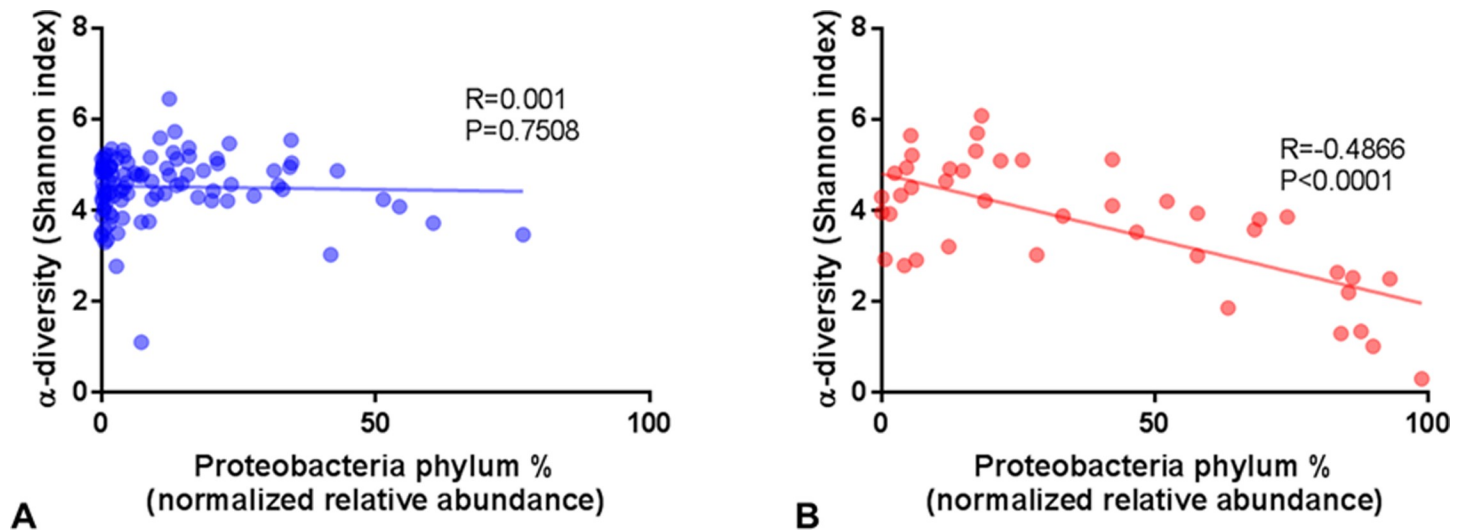 α-diversity (Shannon index)
8
6
4
2
0
R=0.001
P=0.7508
0
50
100
Proteobacteria phylum %
(normalized relative abundance)
A
α-diversity (Shannon index)
8
6
4
2
0
R=-0.4866
P<0.0001
0
50
100
Proteobacteria phylum %
(normalized relative abundance)
B